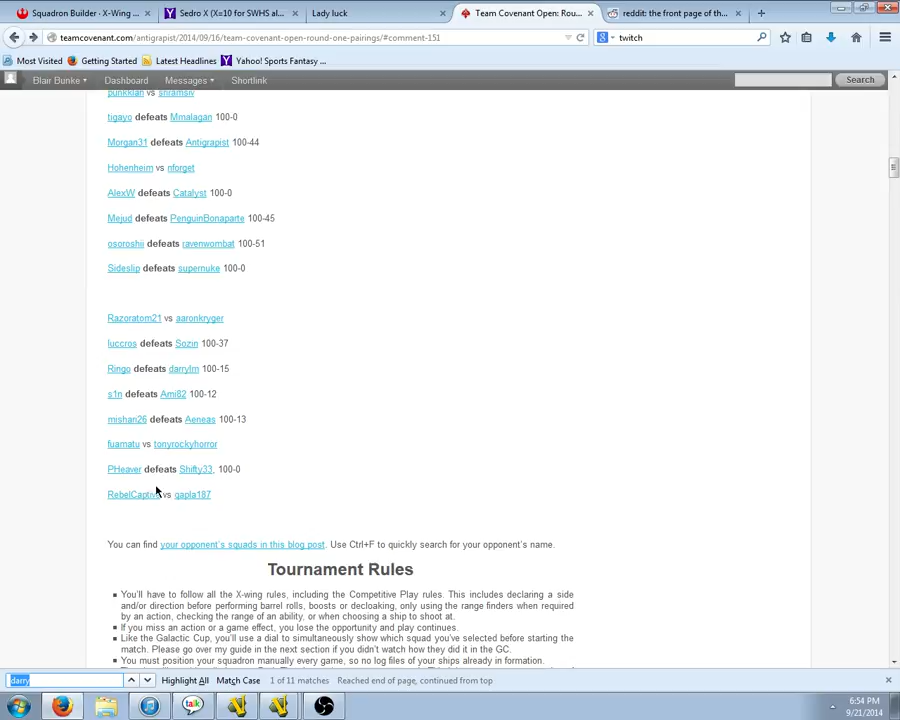 Squadron Builder - X-Wing ...
Sedro X (X=10 for SWHS al...
Lady luck
Team Covenant Open: Rou...
reddit: the front page of th...
teamcovenant.com/antigrapist/2014/09/16/team-covenant-open-round-one-pairings/#comment-151
twitch
Most Visited Getting Started Latest Headlines Yahoo! Sports Fantasy ...
Blair Bunke Dashboard Messages Shortlink Search
punkklan vs shramsiv
tigayo defeats Mmalagan 100-0
Morgan31 defeats Antigrapist 100-44
Hohenheim vs nforget
AlexW defeats Catalyst 100-0
Mejud defeats PenguinBonaparte 100-45
osoroshii defeats ravenwombat 100-51
Sideslip defeats supernuke 100-0
Razoratom21 vs aaronkryger
luccros defeats Sozin 100-37
Ringo defeats darrylm 100-15
s1n defeats Ami82 100-12
mishari26 defeats Aeneas 100-13
fuamatu vs tonyrockyhorror
PHeaver defeats Shifty33, 100-0
vs qapla187
You can find your opponent's squads in this blog post. Use Ctrl+F to quickly search for your opponent's name.
Tournament Rules
You'll have to follow all the X-wing rules, including the Competitive Play rules. This includes declaring a side
and/or direction before performing barrel rolls, boosts or decloaking, only using the range finders when required
by an action, checking the range of an ability, or when choosing a ship to shoot at.
If you miss an action or a game effect, you lose the opportunity and play continues.
Like the Galactic Cup, you'll use a dial to simultaneously show which squad you've selected before starting the
match. Please go over my guide in the next section if you didn't watch how they did it in the GC.
You must position your squadron manually every game, so no log files of your ships already in formation.
darry Highlight All Match Case 1 of 11 matches Reached end of page, continued from top
talk
6:54 PM
9/21/2014